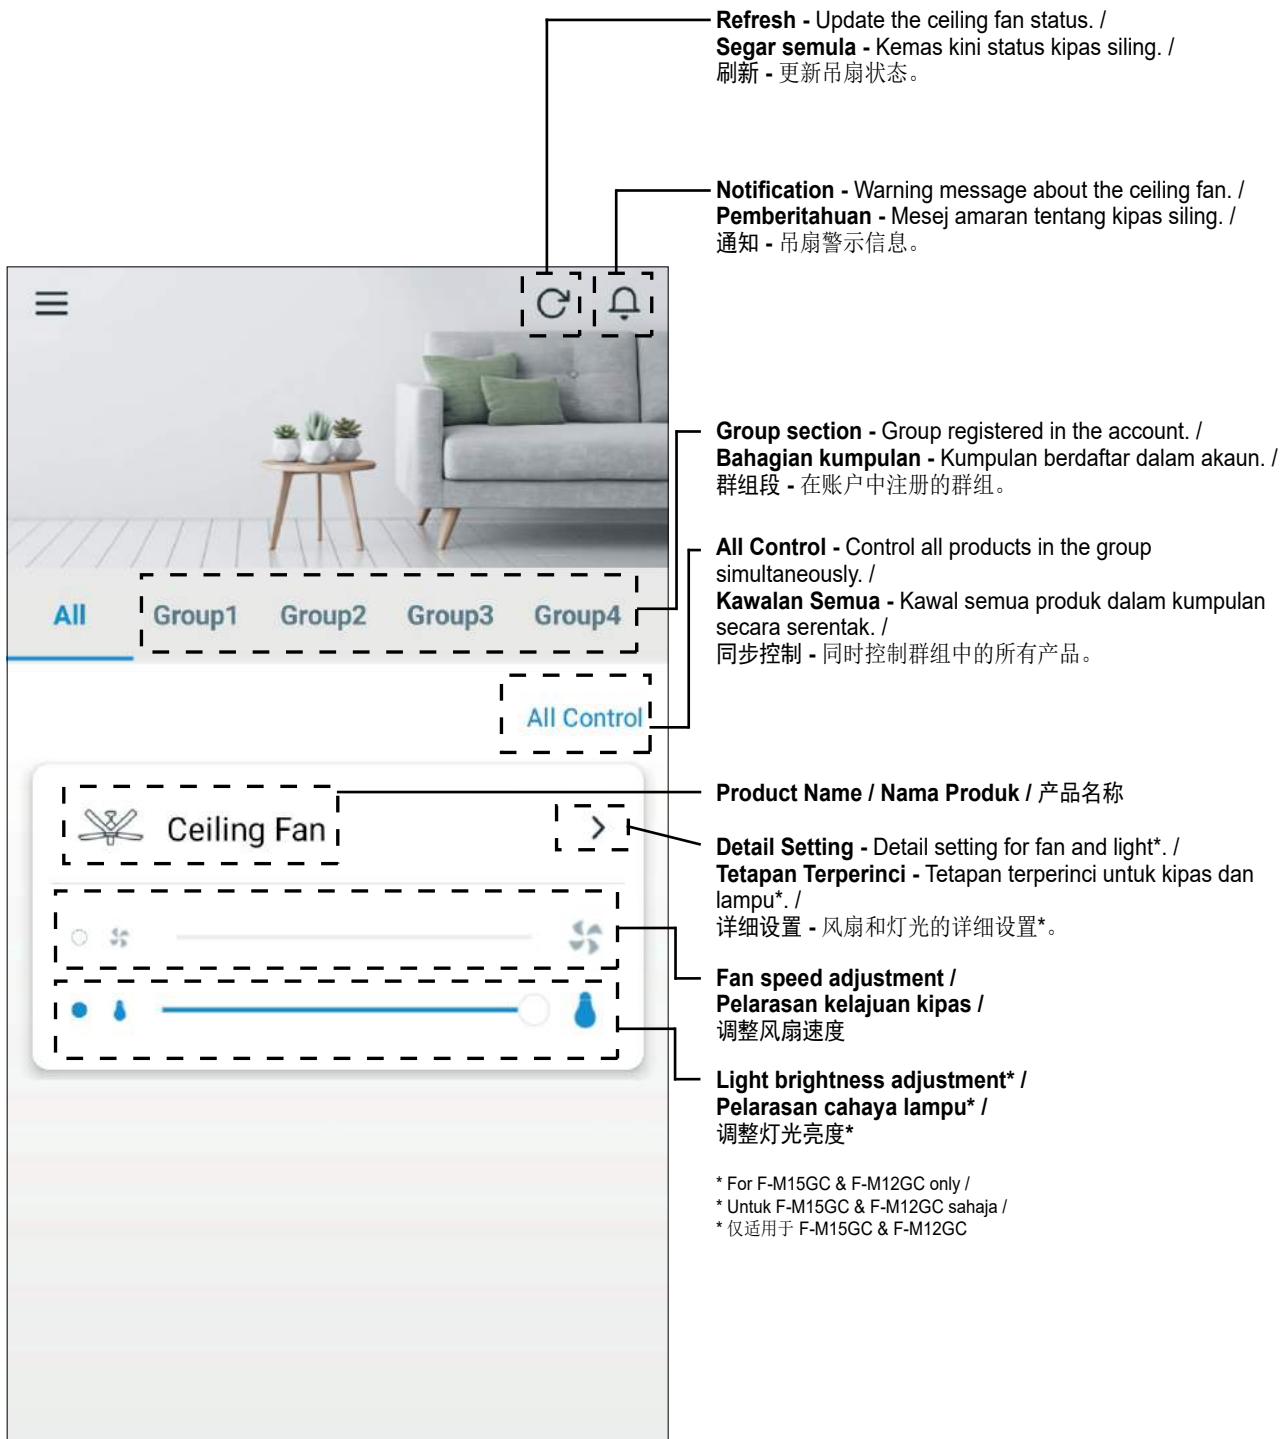 Refresh - Update the ceiling fan status. /
Segar semula - Kemas kini status kipas siling. /
刷新 - 更新吊扇状态。
Notification - Warning message about the ceiling fan. /
Pemberitahuan - Mesej amaran tentang kipas siling. /
通知 - 吊扇警示信息。
Group section - Group registered in the account. /
Bahagian kumpulan - Kumpulan berdaftar dalam akaun. /
群组段 - 在账户中注册的群组。
All Control - Control all products in the group
simultaneously. /
Kawalan Semua - Kawal semua produk dalam kumpulan
secara serentak. /
同步控制 - 同时控制群组中的所有产品。
All Group1 Group2 Group3 Group4
All Control
Ceiling Fan
Product Name / Nama Produk / 产品名称
Detail Setting - Detail setting for fan and light*. /
Tetapan Terperinci - Tetapan terperinci untuk kipas dan
lampu*. /
详细设置 - 风扇和灯光的详细设置*。
Fan speed adjustment /
Pelarasan kelajuan kipas /
调整风扇速度
Light brightness adjustment* /
Pelarasan cahaya lampu* /
调整灯光亮度*
* For F-M15GC & F-M12GC only /
* Untuk F-M15GC & F-M12GC sahaja /
* 仅适用于 F-M15GC & F-M12GC